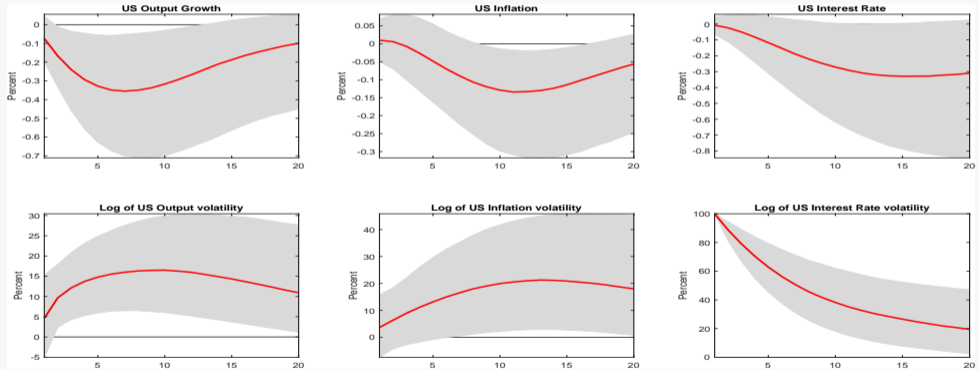 US Output Growth
Percent
0
-0.1
-0.2
-0.3
-0.4
-0.5
-0.6
-0.7
5 10 15 20
US Inflation
Percent
0.05
0
-0.05
-0.1
-0.15
-0.2
-0.25
-0.3
5 10 15 20
US Interest Rate
Percent
0
-0.1
-0.2
-0.3
-0.4
-0.5
-0.6
-0.7
-0.8
5 10 15 20
Log of US Output volatility
Percent
30
25
20
15
10
5
0
-5
5 10 15 20
Log of US Inflation volatility
Percent
40
30
20
10
0
5 10 15 20
Log of US Interest Rate volatility
Percent
100
80
60
40
20
0
5 10 15 20